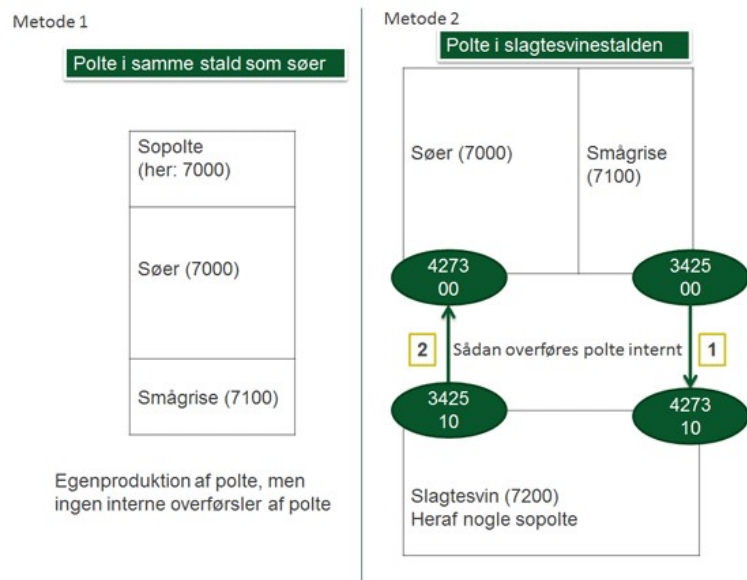 Metode 1
Polte i samme stald som søer
Sopolte
(her: 7000)
Søer (7000)
Smågrise (7100)
Egenproduktion af polte, men
ingen interne overførsler af polte
Metode 2
Polte i slagtesvinestalden
Søer (7000)
Smågrise
(7100)
4273
00
3425
00
2
Sådan overføres polte internt
1
3425
10
4273
10
Slagtesvin (7200)
Heraf nogle sopolte